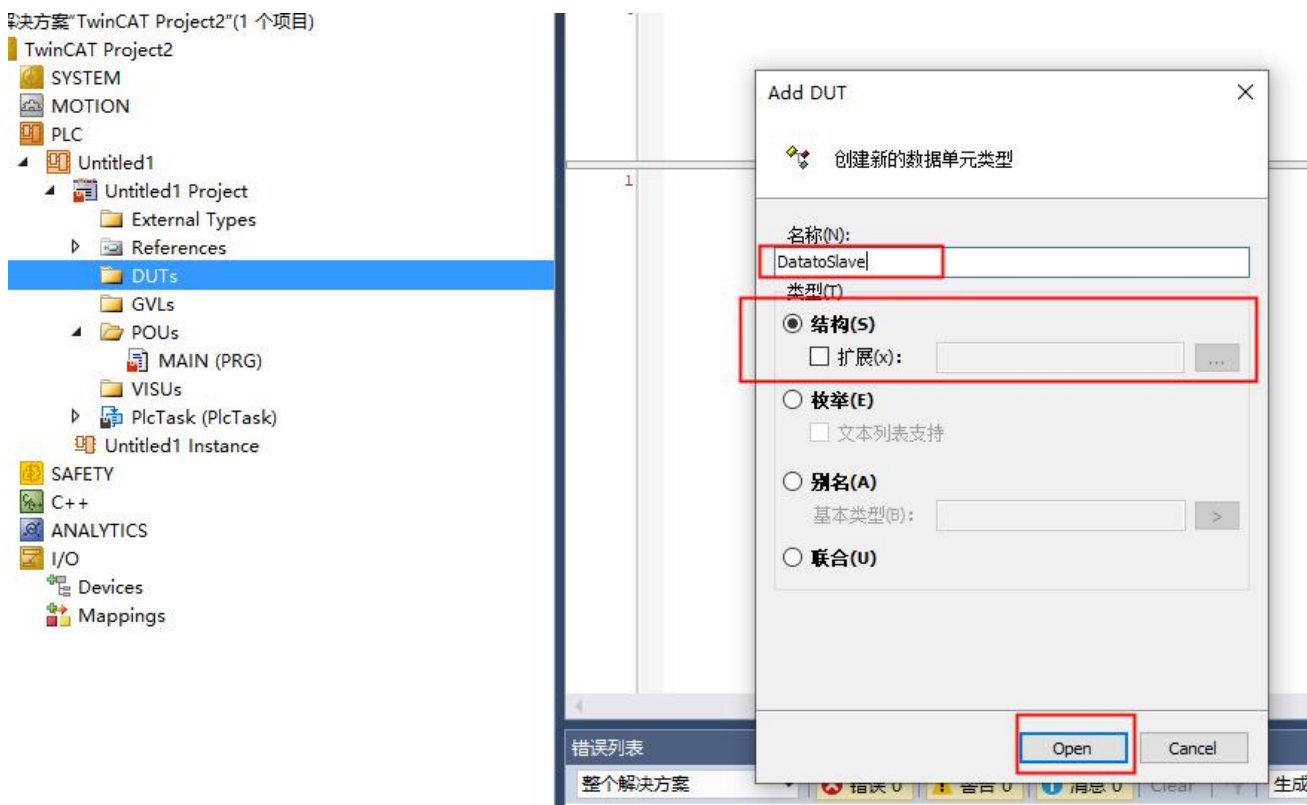 解决方案"TwinCAT Project2"(1 个项目)
TwinCAT Project2
SYSTEM
MOTION
PLC
Untitled1
Untitled1 Project
External Types
References
DUTs
GVLs
POUs
MAIN (PRG)
VISUs
PlcTask (PlcTask)
Untitled1 Instance
SAFETY
C++
ANALYTICS
I/O
Devices
Mappings
1
Add DUT
创建新的数据单元类型
名称(N):
DatatoSlave
类型(T)
结构(S)
扩展(x):
...
枚举(E)
文本列表支持
别名(A)
基本类型(B):
>
联合(U)
Open
Cancel
错误列表
整个解决方案
错误 0
警告 0
消息 0
Clear
生成